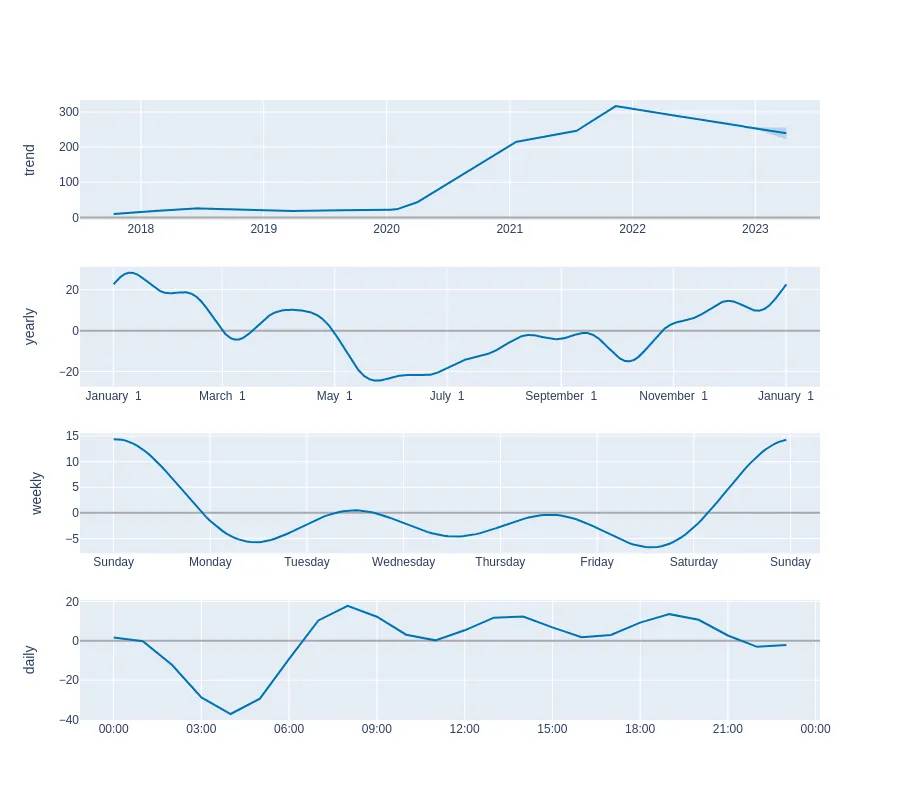 trend
300
200
100
0
2018 2019 2020 2021 2022 2023
yearly
20
0
−20
January 1 March 1 May 1 July 1 September 1 November 1 January 1
weekly
15
10
5
0
−5
Sunday Monday Tuesday Wednesday Thursday Friday Saturday Sunday
daily
20
0
−20
−40
00:00 03:00 06:00 09:00 12:00 15:00 18:00 21:00 00:00